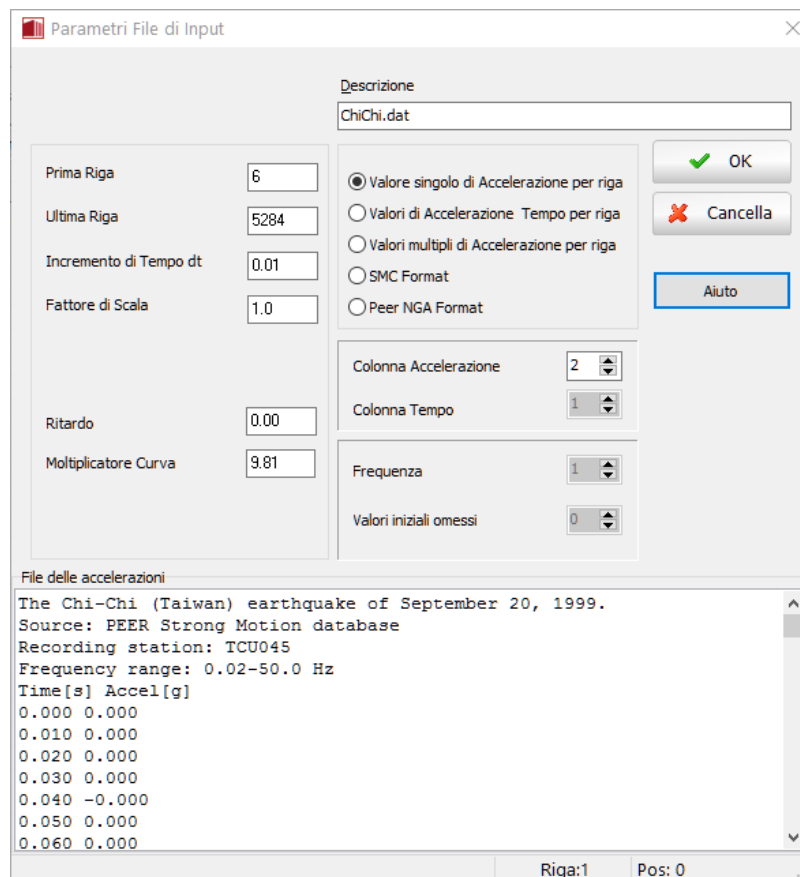 Parametri File di Input
Descrizione
ChiChi.dat
Prima Riga 6
Ultima Riga 5284
Incremento di Tempo dt 0.01
Fattore di Scala 1.0
Ritardo 0.00
Moltiplicatore Curva 9.81
Valore singolo di Accelerazione per riga
Valori di Accelerazione Tempo per riga
Valori multipli di Accelerazione per riga
SMC Format
Peer NGA Format
Colonna Accelerazione 2
Colonna Tempo 1
Frequenza 1
Valori iniziali omessi 0
OK
Cancella
Aiuto
File delle accelerazioni
The Chi-Chi (Taiwan) earthquake of September 20, 1999.
Source: PEER Strong Motion database
Recording station: TCU045
Frequency range: 0.02-50.0 Hz
Time[s] Accel[g]
0.000 0.000
0.010 0.000
0.020 0.000
0.030 0.000
0.040 -0.000
0.050 0.000
0.060 0.000
Riga:1 Pos: 0